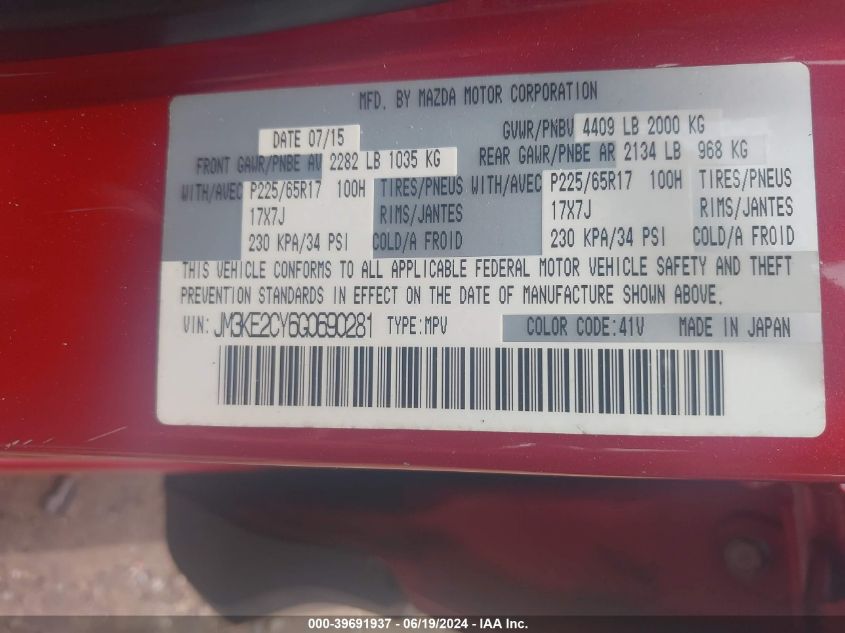 MFD. BY MAZDA MOTOR CORPORATION
DATE 07/15 GVWR/PNBV 4409 LB 2000 KG
FRONT GAWR/PNBE AV 2282 LB 1035 KG REAR GAWR/PNBE AR 2134 LB 968 KG
WITH/AVEC P225/65R17 100H TIRES/PNEUS WITH/AVEC P225/65R17 100H TIRES/PNEUS
17X7J RIMS/JANTES 17X7J RIMS/JANTES
230 KPA/34 PSI COLD/A FROID 230 KPA/34 PSI COLD/A FROID
THIS VEHICLE CONFORMS TO ALL APPLICABLE FEDERAL MOTOR VEHICLE SAFETY AND THEFT
PREVENTION STANDARDS IN EFFECT ON THE DATE OF MANUFACTURE SHOWN ABOVE.
VIN: JM3KE2CY6G0690281 TYPE:MPV COLOR CODE:41V MADE IN JAPAN
000-39691937 - 06/19/2024 - IAA Inc.